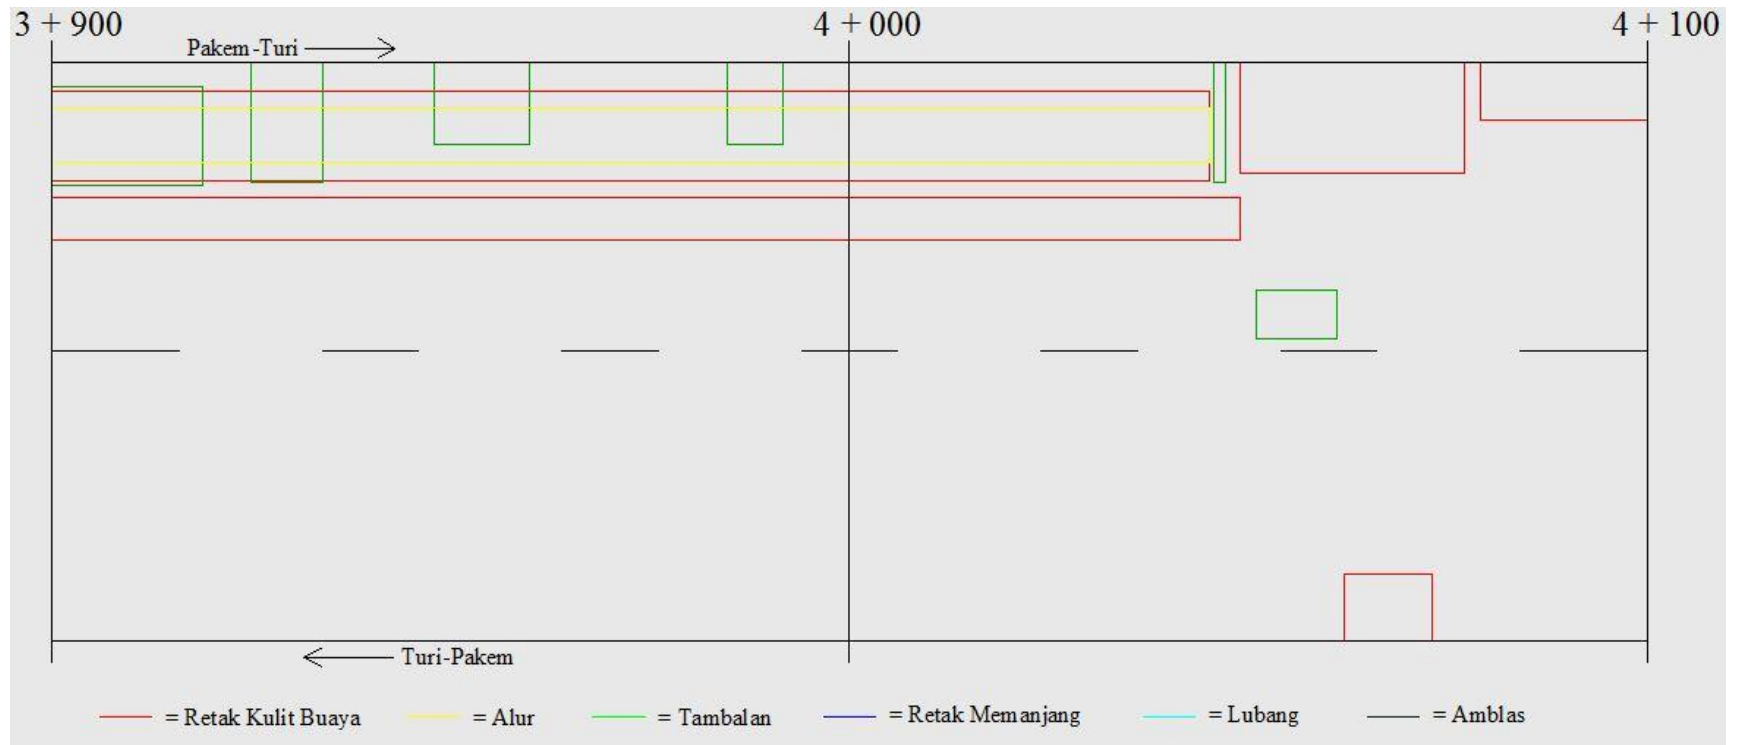 3 + 900 4 + 000 4 + 100
Pakem-Turi
Turi-Pakem
= Retak Kulit Buaya = Alur = Tambalan = Retak Memanjang = Lubang = Amblas